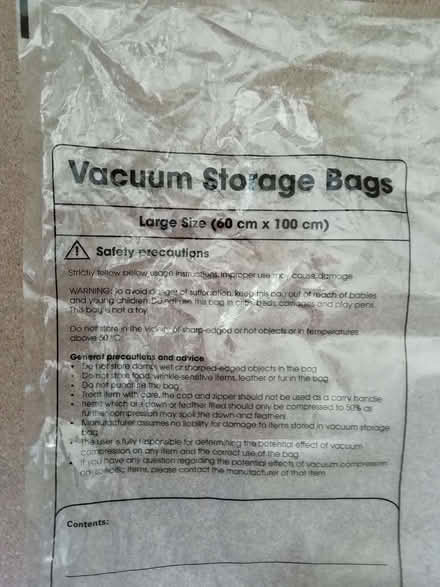 Vacuum Storage Bags
Large Size (60 cm x 100 cm)
Safety precautions
Strictly follow below usage instructions, improper use may cause damage
WARNING: To avoid danger of suffocation, keep this bag out of reach of babies
and young children. Do not use this bag in cribs, beds, carriages and play pens.
This bag is not a toy.
Do not store in the vicinity of sharp-edged or hot objects or in temperatures
above 50 °C
General precautions and advice
• Do not store damp, wet or sharped-edged objects in the bag
• Do not store food, wrinkle-sensitive items, leather or fur in the bag
• Do not puncture the bag
• Treat item with care, the cap and zipper should not be used as a carry handle
• Items which are down or feather filled should only be compressed to 50% as
further compression may spoil the down and feathers
• Manufacturer assumes no liability for damage to items stored in vacuum storage
bag
• The user is fully responsible for determining the potential effect of vacuum
compression on any item and the correct use of the bag
• If you have any question regarding the potential effects of vacuum compression
on specific items, please contact the manufacturer of that item
Contents: